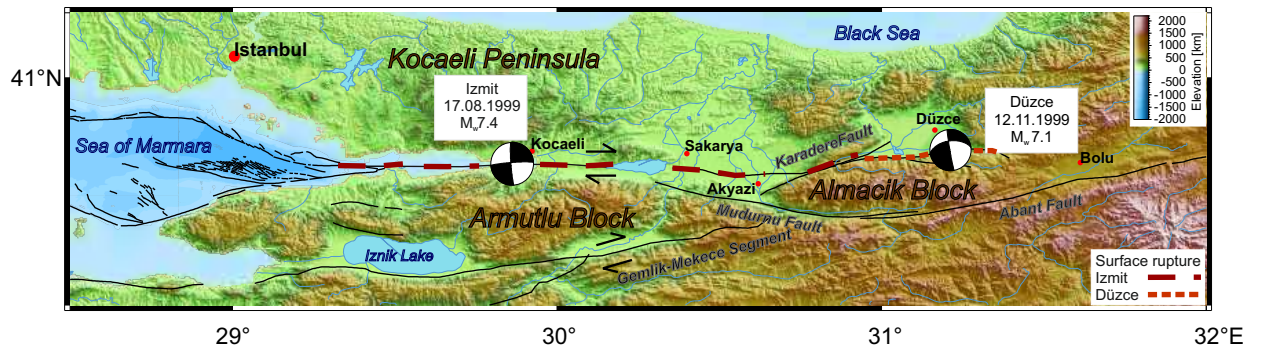 Istanbul
Kocaeli Peninsula
Black Sea
2000
1500
1000
500
0
-500
-1000
-1500
-2000
Elevation [km]
41°N
Izmit
17.08.1999
Mw7.4
Düzce
12.11.1999
Mw7.1
Düzce
Sea of Marmara
Kocaeli
Sakarya
KaradereFault
Bolu
Akyazi
Almacik Block
Armutlu Block
Mudurnu Fault
Abant Fault
Iznik Lake
Gemlik-Mekece Segment
Surface rupture
Izmit
Düzce
29°
30°
31°
32°E